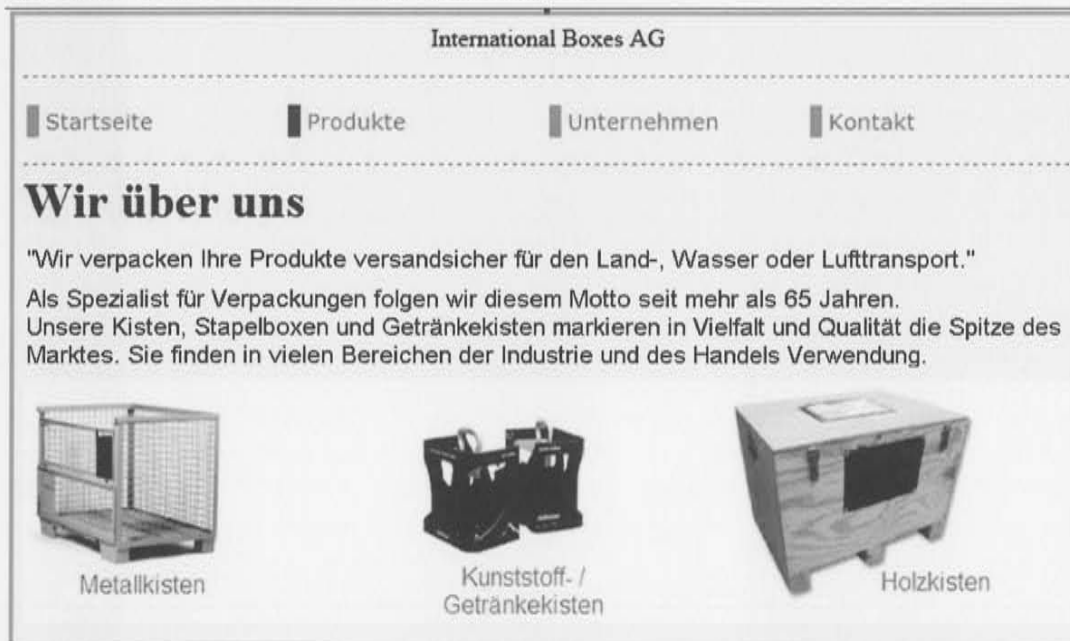 International Boxes AG
Startseite Produkte Unternehmen Kontakt
Wir über uns
"Wir verpacken Ihre Produkte versandsicher für den Land-, Wasser oder Lufttransport."
Als Spezialist für Verpackungen folgen wir diesem Motto seit mehr als 65 Jahren.
Unsere Kisten, Stapelboxen und Getränkekisten markieren in Vielfalt und Qualität die Spitze des
Marktes. Sie finden in vielen Bereichen der Industrie und des Handels Verwendung.
Metallkisten
Kunststoff- /
Getränkekisten
Holzkisten